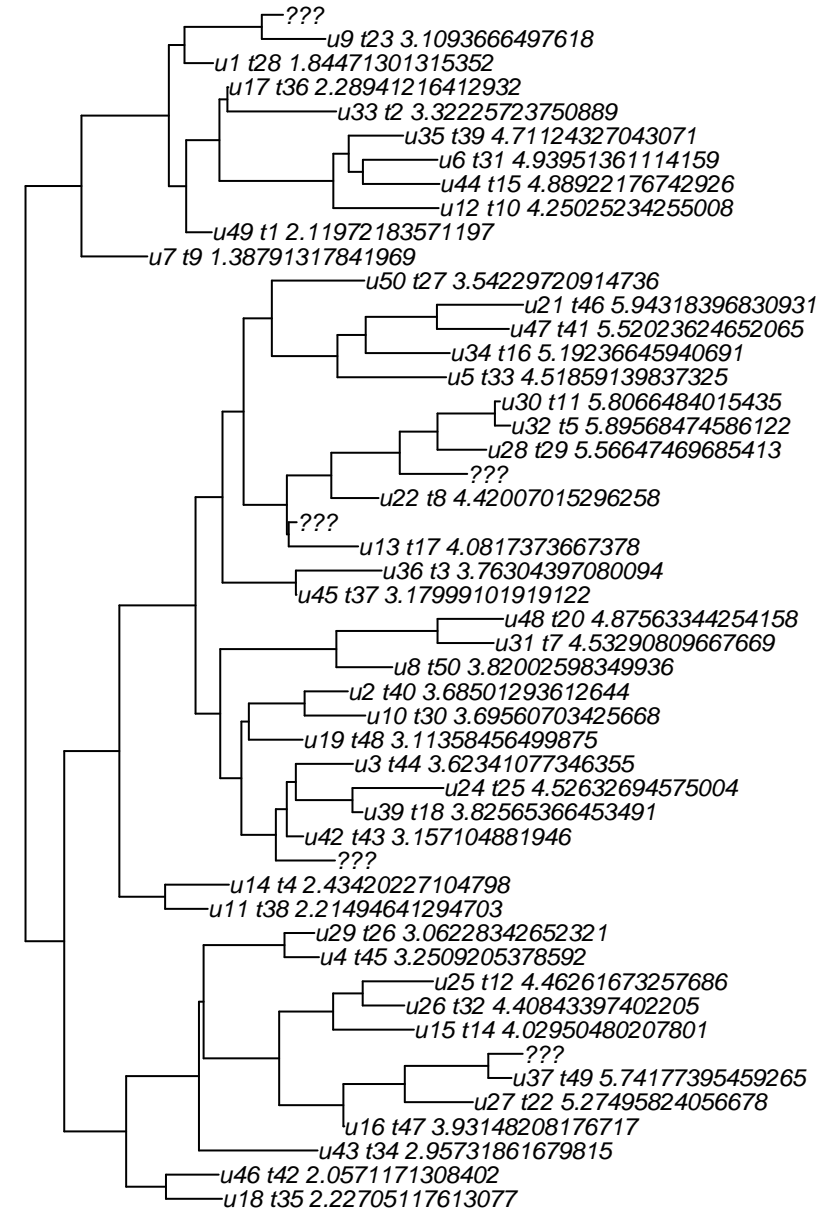 ???
u9 t23 3.1093666497618
u1 t28 1.84471301315352
u17 t36 2.28941216412932
u33 t2 3.32225723750889
u35 t39 4.71124327043071
u6 t31 4.93951361114159
u44 t15 4.88922176742926
u12 t10 4.25025234255008
u49 t1 2.11972183571197
u7 t9 1.38791317841969
u50 t27 3.54229720914736
u21 t46 5.94318396830931
u47 t41 5.52023624652065
u34 t16 5.19236645940691
u5 t33 4.51859139837325
u30 t11 5.8066484015435
u32 t5 5.89568474586122
u28 t29 5.56647469685413
???
u22 t8 4.42007015296258
???
u13 t17 4.0817373667378
u36 t3 3.76304397080094
u45 t37 3.17999101919122
u48 t20 4.87563344254158
u31 t7 4.53290809667669
u8 t50 3.82002598349936
u2 t40 3.68501293612644
u10 t30 3.69560703425668
u19 t48 3.11358456499875
u3 t44 3.62341077346355
u24 t25 4.52632694575004
u39 t18 3.82565366453491
u42 t43 3.157104881946
???
u14 t4 2.43420227104798
u11 t38 2.21494641294703
u29 t26 3.06228342652321
u4 t45 3.2509205378592
u25 t12 4.46261673257686
u26 t32 4.40843397402205
u15 t14 4.02950480207801
???
u37 t49 5.74177395459265
u27 t22 5.27495824056678
u16 t47 3.93148208176717
u43 t34 2.95731861679815
u46 t42 2.0571171308402
u18 t35 2.22705117613077